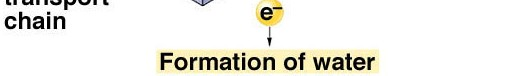 transport
chain
e−
Formation of water